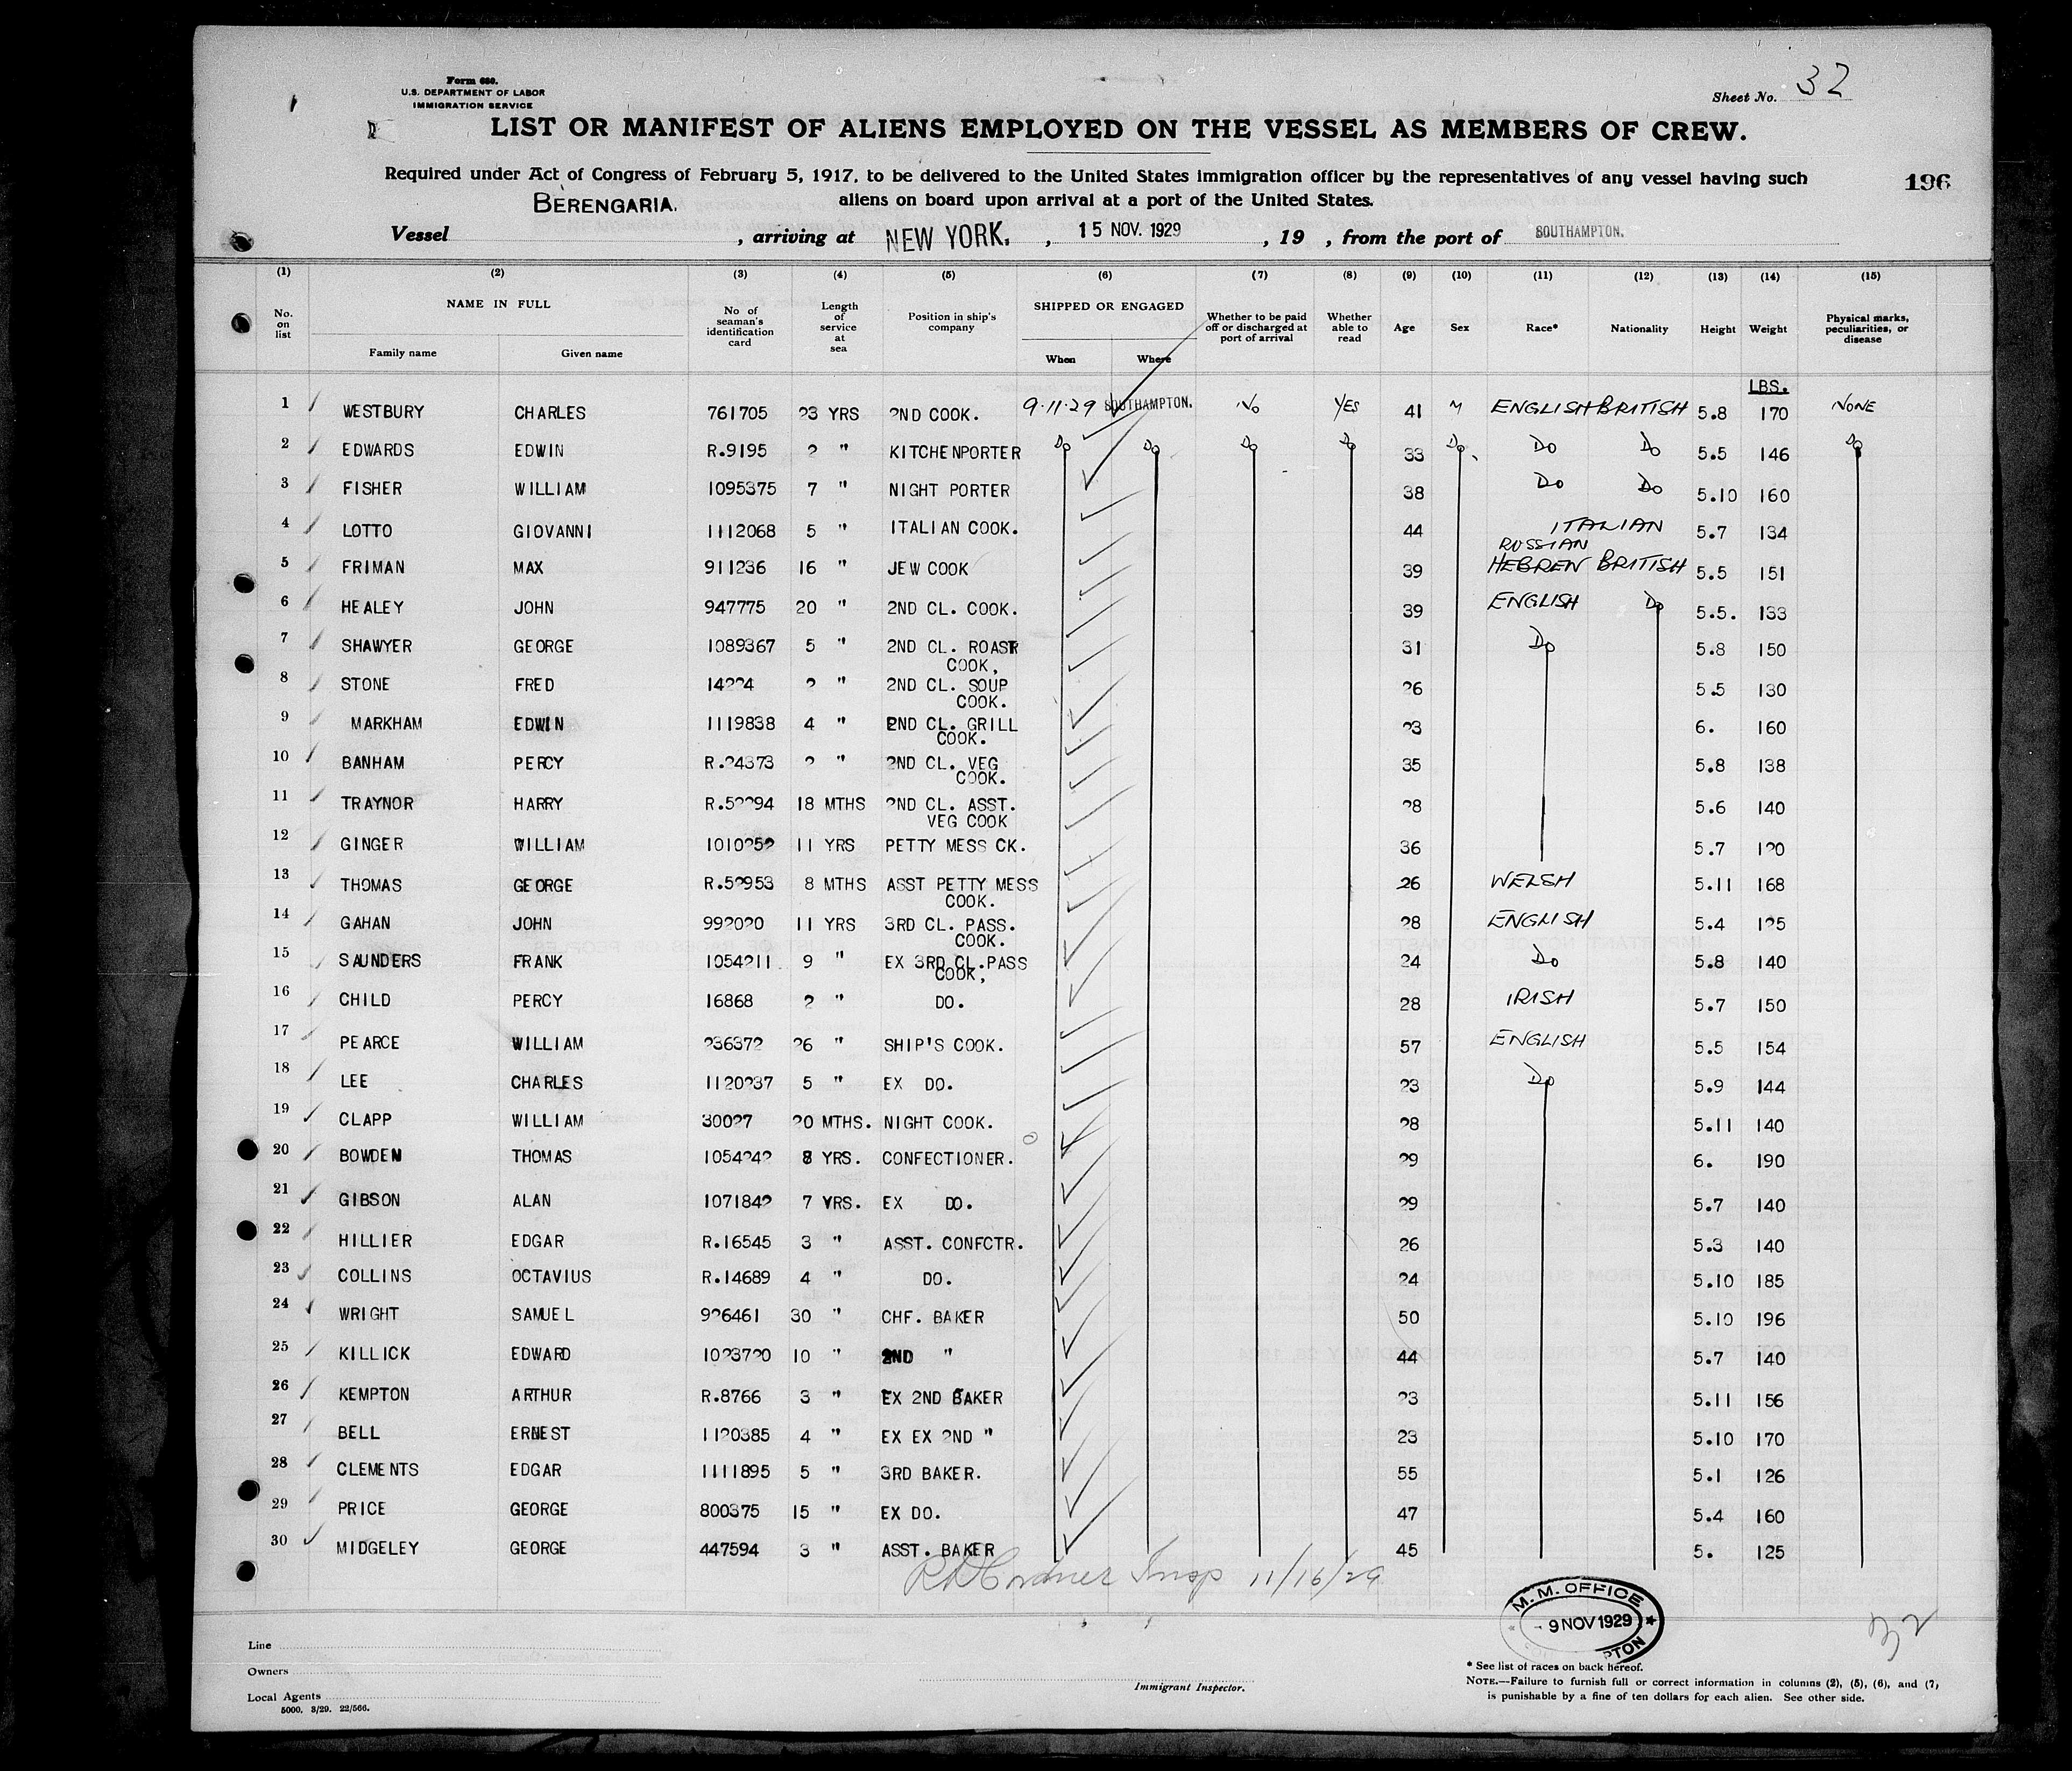 Form 680.
U.S. DEPARTMENT OF LABOR
IMMIGRATION SERVICE
Sheet No. 32
LIST OR MANIFEST OF ALIENS EMPLOYED ON THE VESSEL AS MEMBERS OF CREW.
Required under Act of Congress of February 5, 1917, to be delivered to the United States immigration officer by the representatives of any vessel having such
aliens on board upon arrival at a port of the United States.
196
Vessel BERENGARIA. , arriving at NEW YORK. , 15 NOV. 1929 , 19 , from the port of SOUTHAMPTON.
(1) (2) (3) (4) (5) (6) (7) (8) (9) (10) (11) (12) (13) (14) (15)
No. on list NAME IN FULL Family name Given name No of seaman's identification card Length of service at sea Position in ship's company SHIPPED OR ENGAGED When Where Whether to be paid off or discharged at port of arrival Whether able to read Age Sex Race* Nationality Height Weight Physical marks, peculiarities, or disease
LBS.
1 WESTBURY CHARLES 761705 23 YRS 2ND COOK. 9.11.29 SOUTHAMPTON. No YES 41 M ENGLISH BRITISH 5.8 170 NONE
2 EDWARDS EDWIN R.9195 2 " KITCHENPORTER Do Do Do Do 33 Do. Do Do 5.5 146 Do
3 FISHER WILLIAM 1095375 7 " NIGHT PORTER 38 Do Do 5.10 160
4 LOTTO GIOVANNI 1112068 5 " ITALIAN COOK. 44 ITALIAN 5.7 134
RUSSIAN
5 FRIMAN MAX 911236 16 " JEW COOK 39 HEBREW BRITISH 5.5 151
6 HEALEY JOHN 947775 20 " 2ND CL. COOK. 39 ENGLISH Do 5.5. 133
7 SHAWYER GEORGE 1089367 5 " 2ND CL. ROAST 31 Do 5.8 150
COOK,
8 STONE FRED 14224 2 " 2ND CL. SOUP 26 5.5 130
COOK.
9 MARKHAM EDWIN 1119838 4 " 2ND CL. GRILL 23 6. 160
COOK.
10 BANHAM PERCY R.24373 2 " 2ND CL. VEG 35 5.8 138
COOK.
11 TRAYNOR HARRY R.52294 18 MTHS 2ND CL. ASST. 28 5.6 140
VEG COOK
12 GINGER WILLIAM 1010252 11 YRS PETTY MESS CK. 36 5.7 120
13 THOMAS GEORGE R.52953 8 MTHS ASST PETTY MESS 26 WELSH 5.11 168
COOK.
14 GAHAN JOHN 992020 11 YRS 3RD CL. PASS. 28 ENGLISH 5.4 125
COOK.
15 SAUNDERS FRANK 1054211 9 " EX 3RD CL.PASS 24 Do 5.8 140
COOK,
16 CHILD PERCY 16868 2 " DO. 28 IRISH 5.7 150
17 PEARCE WILLIAM 236372 26 " SHIP'S COOK. 57 ENGLISH 5.5 154
18 LEE CHARLES 1120237 5 " EX DO. 23 Do 5.9 144
19 CLAPP WILLIAM 30027 20 MTHS. NIGHT COOK. 28 5.11 140
20 BOWDEN THOMAS 1054242 8 YRS. CONFECTIONER. 29 6. 190
21 GIBSON ALAN 1071842 7 YRS. EX DO. 29 5.7 140
22 HILLIER EDGAR R.16545 3 " ASST. CONFCTR. 26 5.3 140
23 COLLINS OCTAVIUS R.14689 4 " DO. 24 5.10 185
24 WRIGHT SAMUEL 926461 30 " CHF. BAKER 50 5.10 196
25 KILLICK EDWARD 1023720 10 " 2ND " 44 5.7 140
26 KEMPTON ARTHUR R.8766 3 " EX 2ND BAKER 23 5.11 156
27 BELL ERNEST 1120385 4 " EX EX 2ND " 23 5.10 170
28 CLEMENTS EDGAR 1111895 5 " 3RD BAKER. 55 5.1 126
29 PRICE GEORGE 800375 15 " EX DO. 47 5.4 160
30 MIDGELEY GEORGE 447594 3 " ASST. BAKER 45 5. 125
Insp 11/16/29
M. M. OFFICE
- 9 NOV 1929
PTON
32
Line
Owners
Local Agents
5000. 3/29. 22/566.
Immigrant Inspector.
* See list of races on back hereof.
NOTE.—Failure to furnish full or correct information in columns (2), (5), (6), and (7)
is punishable by a fine of ten dollars for each alien. See other side.